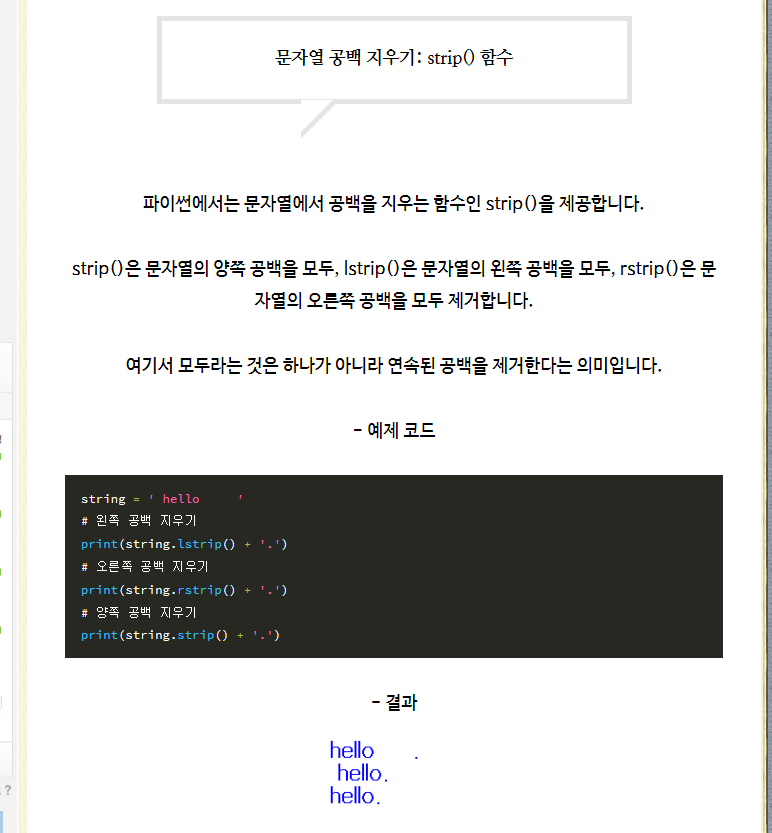 문자열 공백 지우기: strip() 함수
파이썬에서는 문자열에서 공백을 지우는 함수인 strip()을 제공합니다.
strip()은 문자열의 양쪽 공백을 모두, lstrip()은 문자열의 왼쪽 공백을 모두, rstrip()은 문
자열의 오른쪽 공백을 모두 제거합니다.
여기서 모두라는 것은 하나가 아니라 연속된 공백을 제거한다는 의미입니다.
- 예제 코드
string = ' hello     '
# 왼쪽 공백 지우기
print(string.lstrip() + '.')
# 오른쪽 공백 지우기
print(string.rstrip() + '.')
# 양쪽 공백 지우기
print(string.strip() + '.')
- 결과
hello     .
 hello.
hello.
?